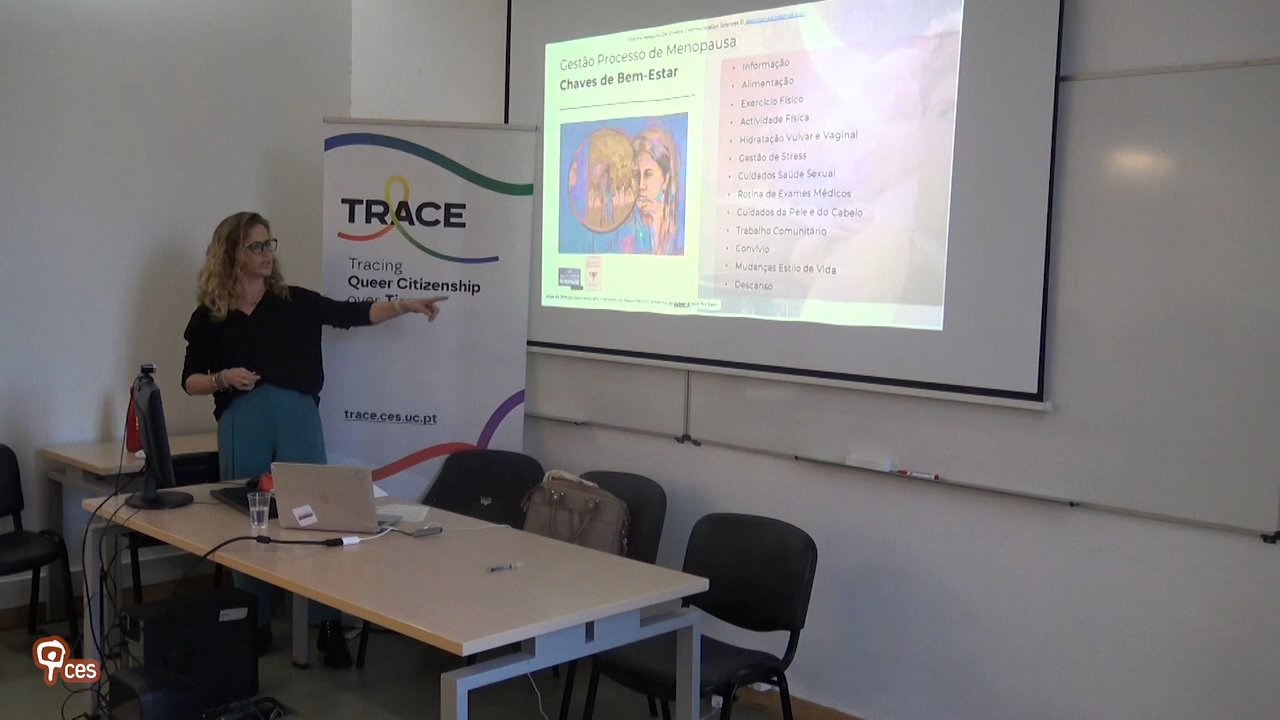 Gestão Processo de Menopausa
Chaves de Bem-Estar
• Informação
• Alimentação
• Exercício Físico
• Actividade Física
• Hidratação Vulvar e Vaginal
• Gestão de Stress
• Cuidados Saúde Sexual
• Rotina de Exames Médicos
• Cuidados da Pele e do Cabelo
• Trabalho Comunitário
• Convívio
• Mudanças Estilo de Vida
• Descanso
TRACE
Tracing
Queer Citizenship
over
trace.ces.uc.pt
ces